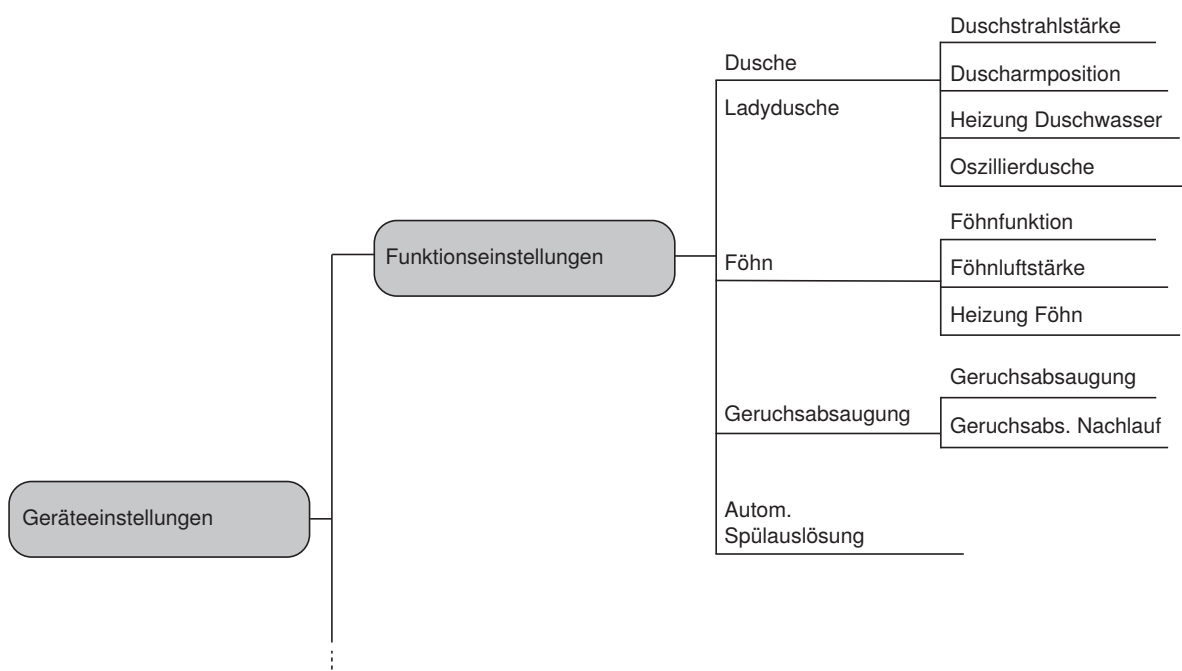 Geräteeinstellungen
Funktionseinstellungen
Dusche
Ladydusche
Duschstrahlstärke
Duscharmposition
Heizung Duschwasser
Oszillierdusche
Föhn
Föhnfunktion
Föhnluftstärke
Heizung Föhn
Geruchsabsaugung
Geruchsabsaugung
Geruchsabs. Nachlauf
Autom.
Spülauslösung